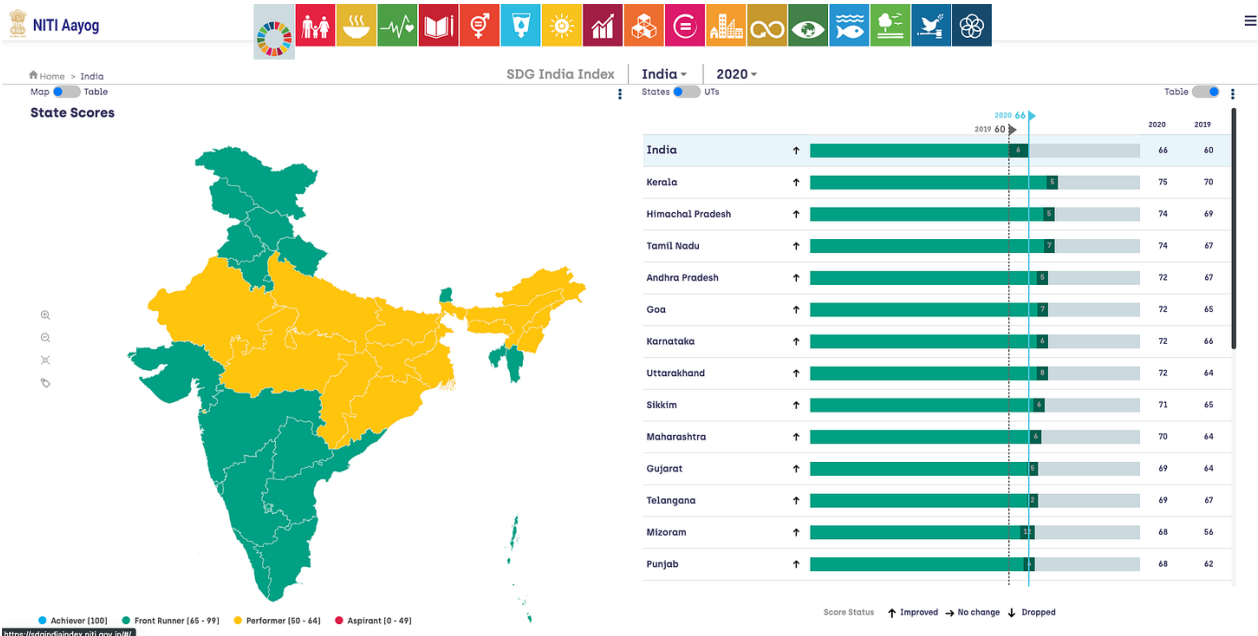 NITI Aayog
Home > India
SDG India Index
India
2020
Map Table
States UTs
Table
State Scores
2020 66
2019 60
2020 2019
India 6 66 60
Kerala 5 75 70
Himachal Pradesh 5 74 69
Tamil Nadu 7 74 67
Andhra Pradesh 5 72 67
Goa 7 72 65
Karnataka 6 72 66
Uttarakhand 8 72 64
Sikkim 6 71 65
Maharashtra 6 70 64
Gujarat 5 69 64
Telangana 2 69 67
Mizoram 12 68 56
Punjab 68 62
Score Status Improved No change Dropped
Achiever (100) Front Runner (65 - 99) Performer (50 - 64) Aspirant (0 - 49)
https://sdgindiaindex.niti.gov.in/#/